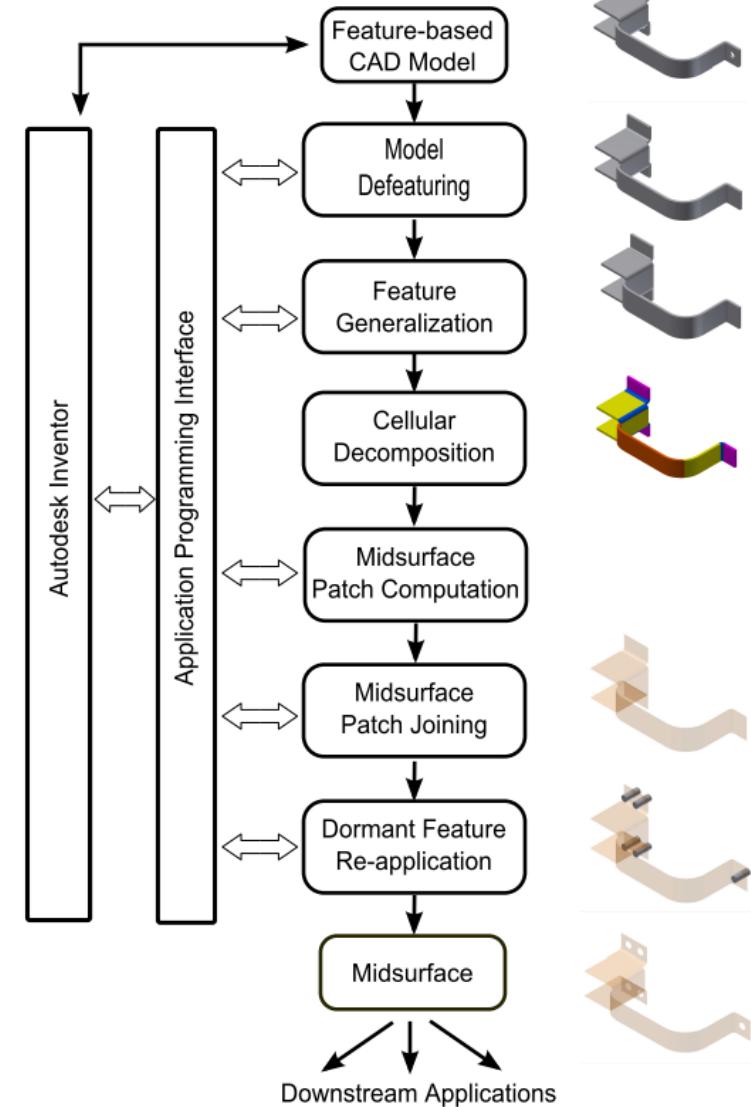 Feature-based
CAD Model
Model
Defeaturing
Feature
Generalization
Cellular
Decomposition
Midsurface
Patch Computation
Midsurface
Patch Joining
Dormant Feature
Re-application
Midsurface
Downstream Applications
Autodesk Inventor
Application Programming Interface